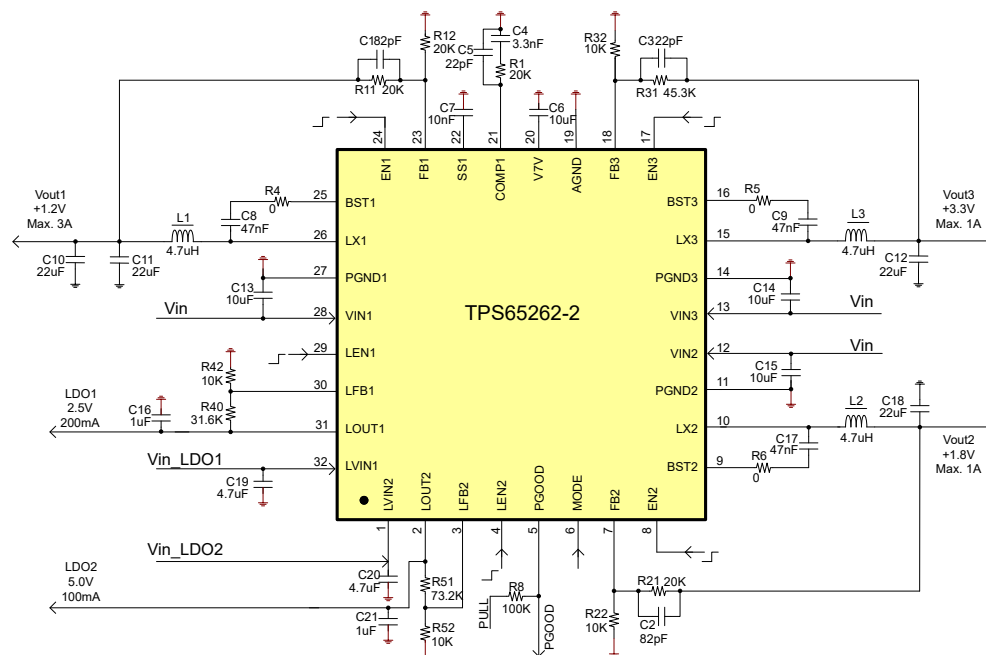 C182pF
R12
20K
C4
3.3nF
C5
22pF
R1
20K
R32
10K
C322pF
R11 20K
R31 45.3K
C7
10nF
C6
10uF
24
23
22
21
20
19
18
17
EN1
FB1
SS1
COMP1
V7V
AGND
FB3
EN3
Vout1
+1.2V
Max. 3A
L1
4.7uH
R4
0
C8
47nF
25
BST1
26
LX1
C10
22uF
C11
22uF
27
PGND1
C13
10uF
Vin
28
VIN1
29
LEN1
R42
10K
30
LFB1
R40
31.6K
LDO1
2.5V
200mA
C16
1uF
31
LOUT1
Vin_LDO1
32
LVIN1
C19
4.7uF
TPS65262-2
BST3
16
R5
0
C9
47nF
L3
4.7uH
Vout3
+3.3V
Max. 1A
LX3
15
C12
22uF
PGND3
14
C14
10uF
Vin
VIN3
13
Vin
VIN2
12
C15
10uF
PGND2
11
C18
22uF
LX2
10
L2
4.7uH
C17
47nF
Vout2
+1.8V
Max. 1A
BST2
9
R6
0
LVIN2
LOUT2
LFB2
LEN2
PGOOD
MODE
FB2
EN2
1
2
3
4
5
6
7
8
Vin_LDO2
LDO2
5.0V
100mA
C20
4.7uF
R51
73.2K
C21
1uF
R52
10K
PULL
R8
100K
PGOOD
R21 20K
R22
10K
C2
82pF